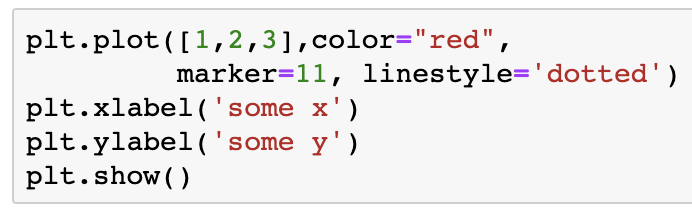 plt.plot([1,2,3],color="red",
marker=11, linestyle='dotted')
plt.xlabel('some x')
plt.ylabel('some y')
plt.show()